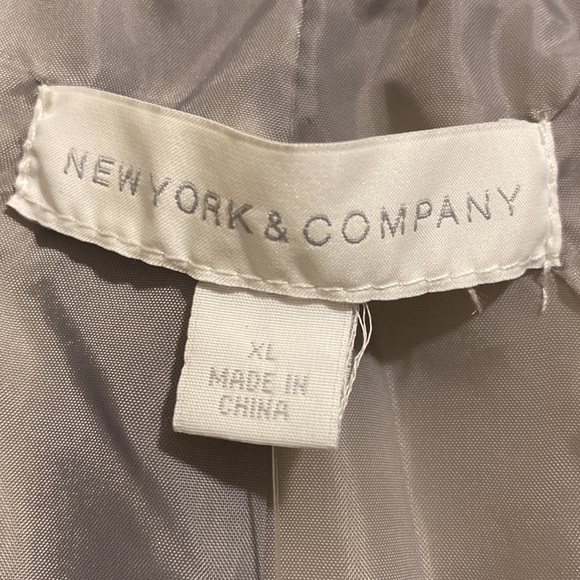 NEW YORK & COMPANY
XL
MADE IN
CHINA